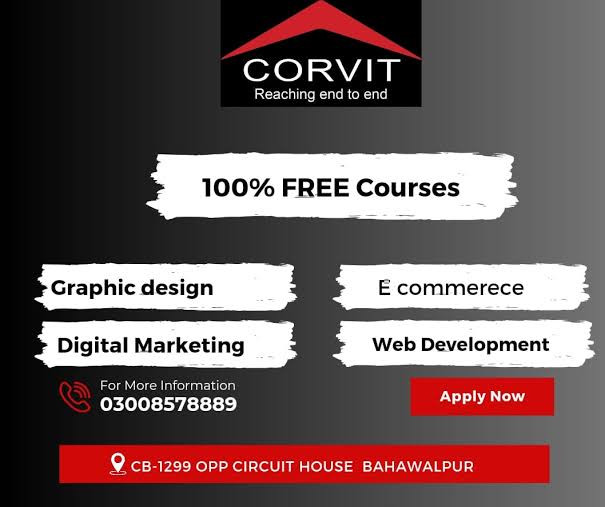 CORVIT
Reaching end to end
100% FREE Courses
Graphic design
E commerece
Digital Marketing
Web Development
For More Information
03008578889
Apply Now
CB-1299 OPP CIRCUIT HOUSE BAHAWALPUR